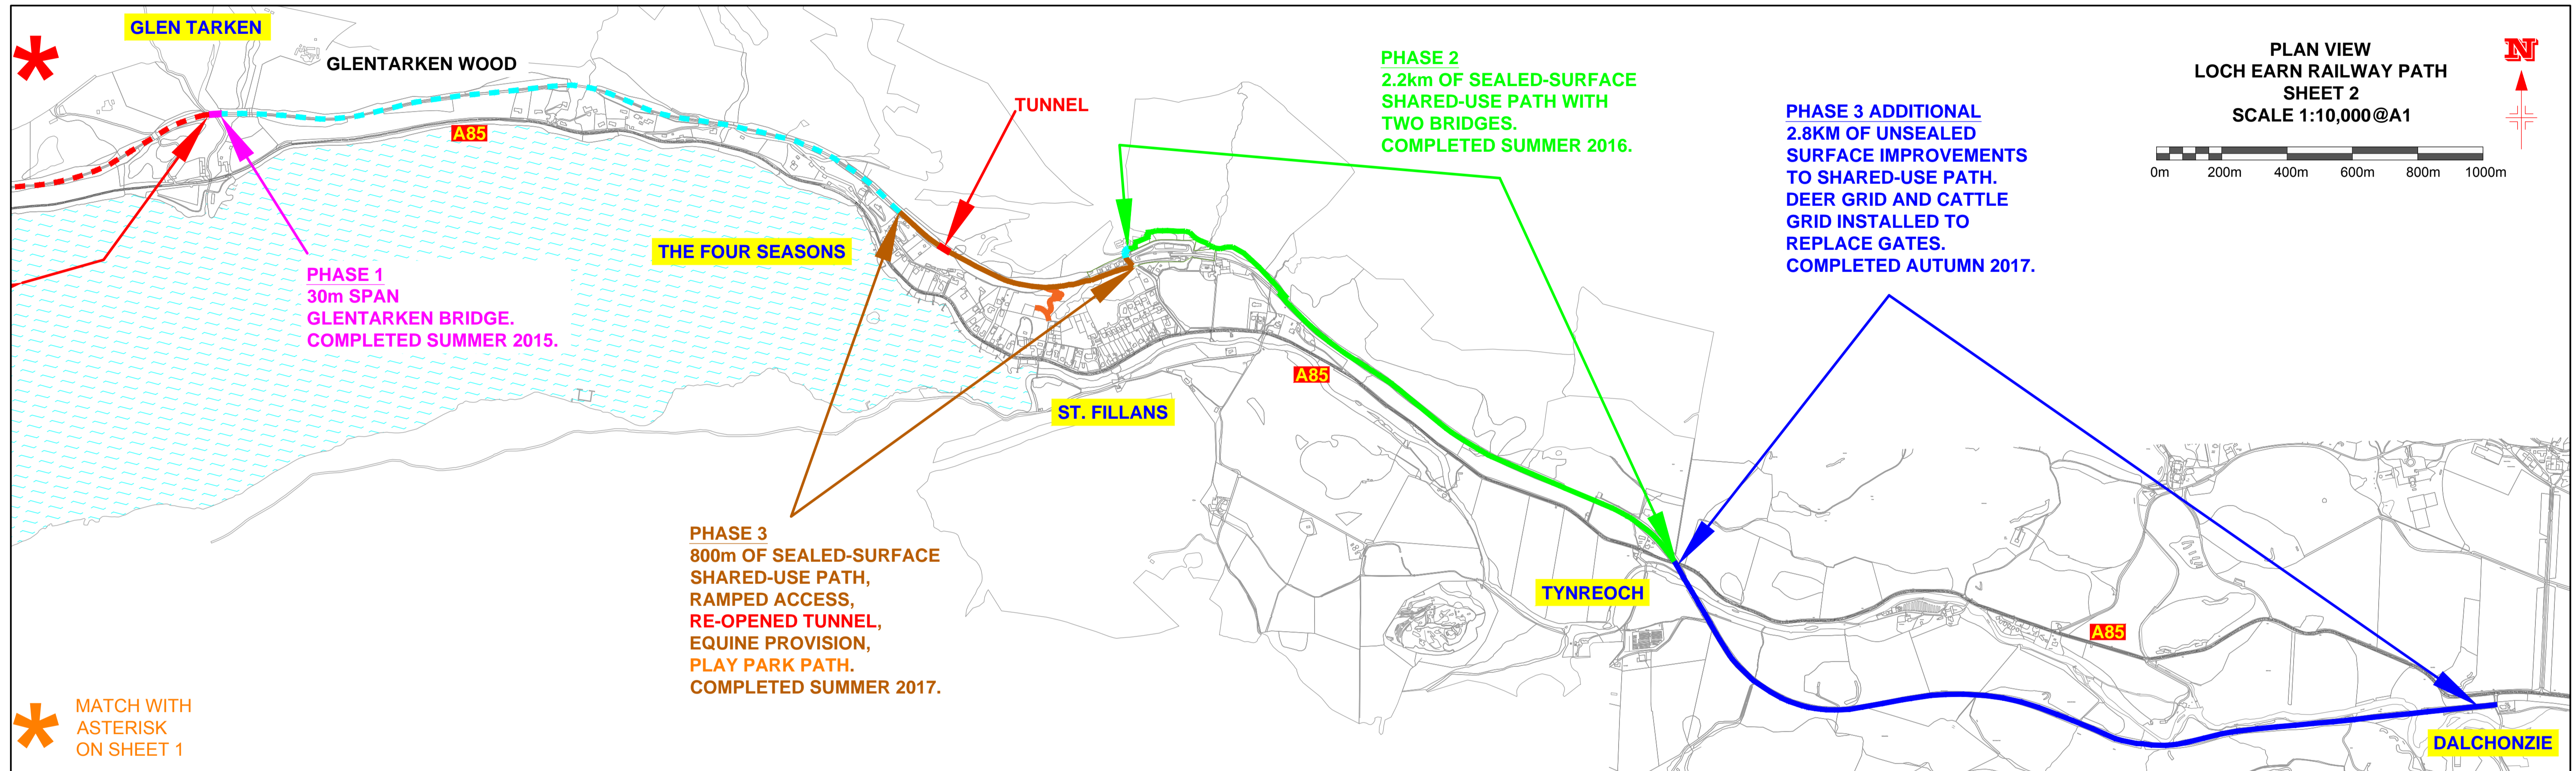 GLEN TARKEN
GLENTARKEN WOOD
A85
TUNNEL
PHASE 2
2.2km OF SEALED-SURFACE
SHARED-USE PATH WITH
TWO BRIDGES.
COMPLETED SUMMER 2016.
PHASE 3 ADDITIONAL
2.8KM OF UNSEALED
SURFACE IMPROVEMENTS
TO SHARED-USE PATH.
DEER GRID AND CATTLE
GRID INSTALLED TO
REPLACE GATES.
COMPLETED AUTUMN 2017.
PLAN VIEW
LOCH EARN RAILWAY PATH
SHEET 2
SCALE 1:10,000@A1
N
0m 200m 400m 600m 800m 1000m
THE FOUR SEASONS
PHASE 1
30m SPAN
GLENTARKEN BRIDGE.
COMPLETED SUMMER 2015.
A85
ST. FILLANS
PHASE 3
800m OF SEALED-SURFACE
SHARED-USE PATH,
RAMPED ACCESS,
RE-OPENED TUNNEL,
EQUINE PROVISION,
PLAY PARK PATH.
COMPLETED SUMMER 2017.
TYNREOCH
A85
DALCHONZIE
* MATCH WITH
ASTERISK
ON SHEET 1